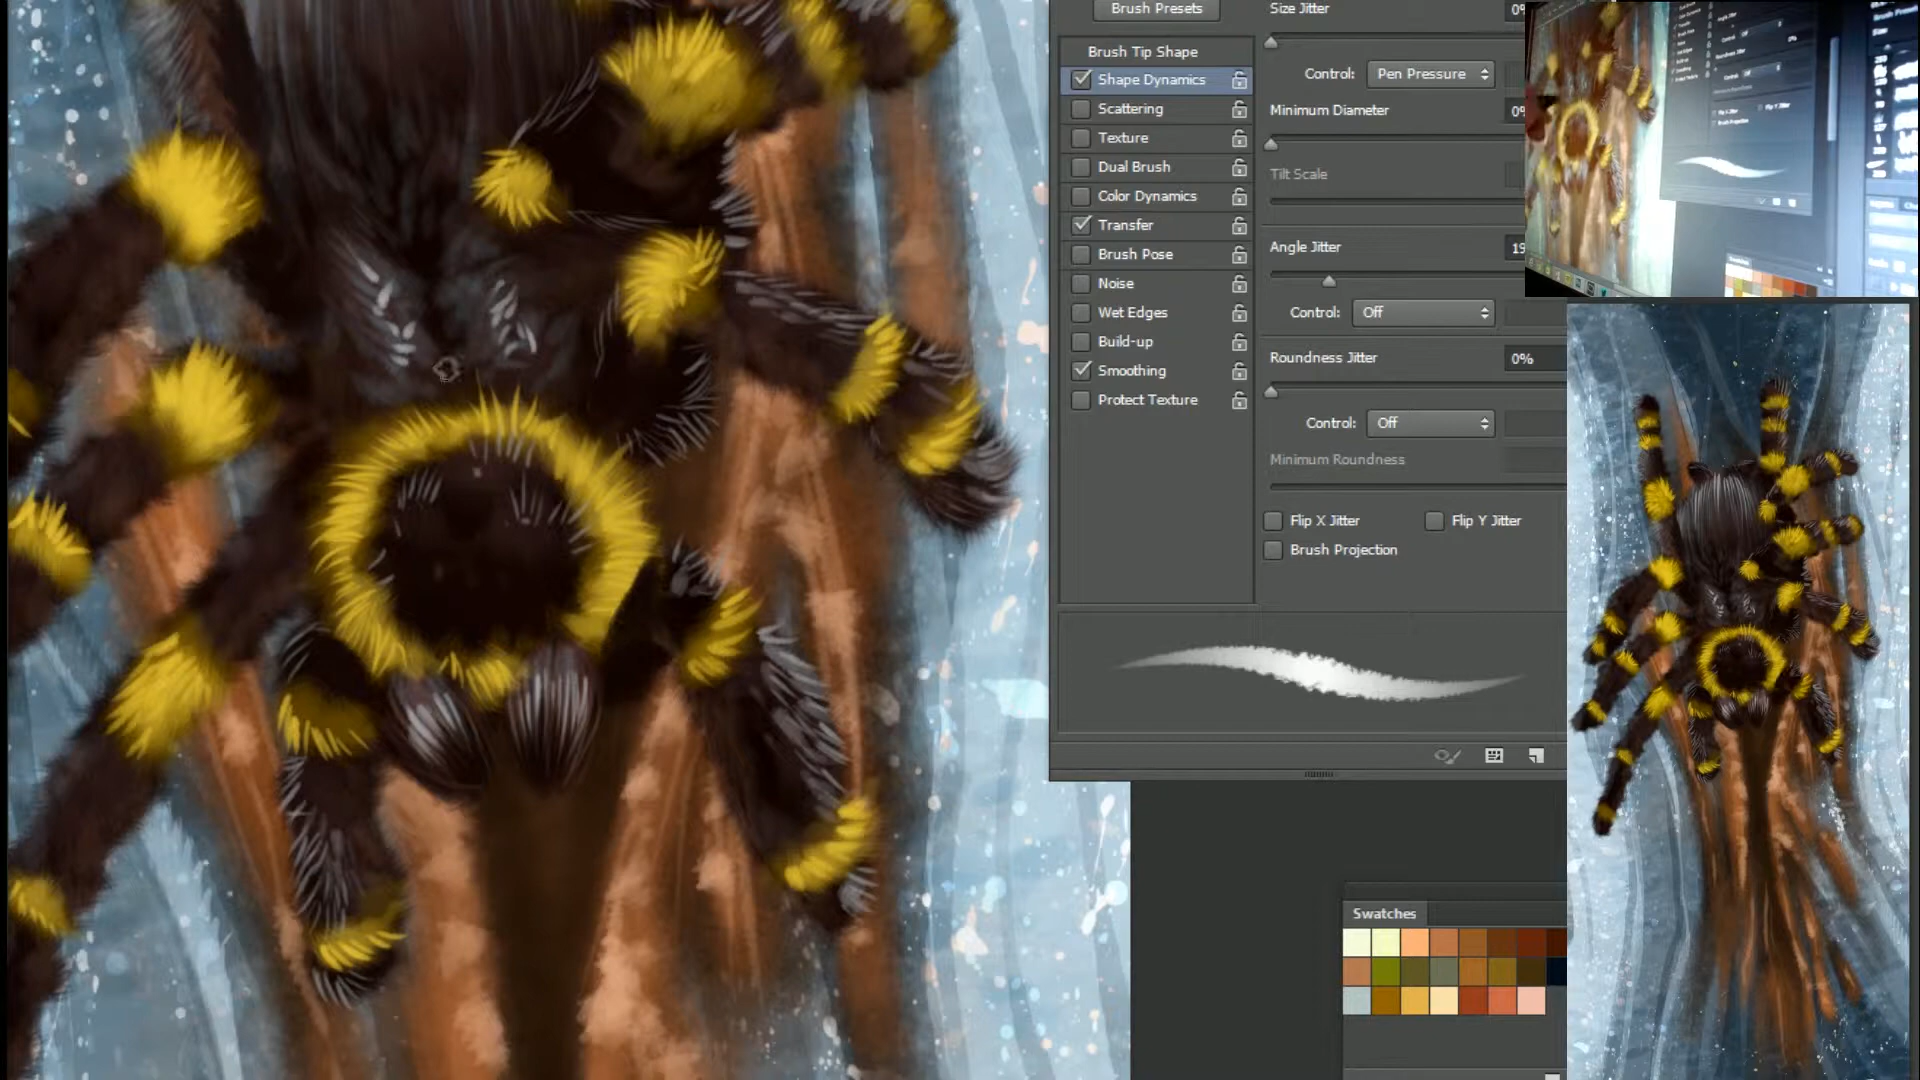 Brush Presets
Brush Tip Shape
Shape Dynamics
Scattering
Texture
Dual Brush
Color Dynamics
Transfer
Brush Pose
Noise
Wet Edges
Build-up
Smoothing
Protect Texture
Size Jitter
Control: Pen Pressure
Minimum Diameter
Tilt Scale
Angle Jitter
Control: Off
Roundness Jitter 0%
Control: Off
Minimum Roundness
Flip X Jitter Flip Y Jitter
Brush Projection
Swatches